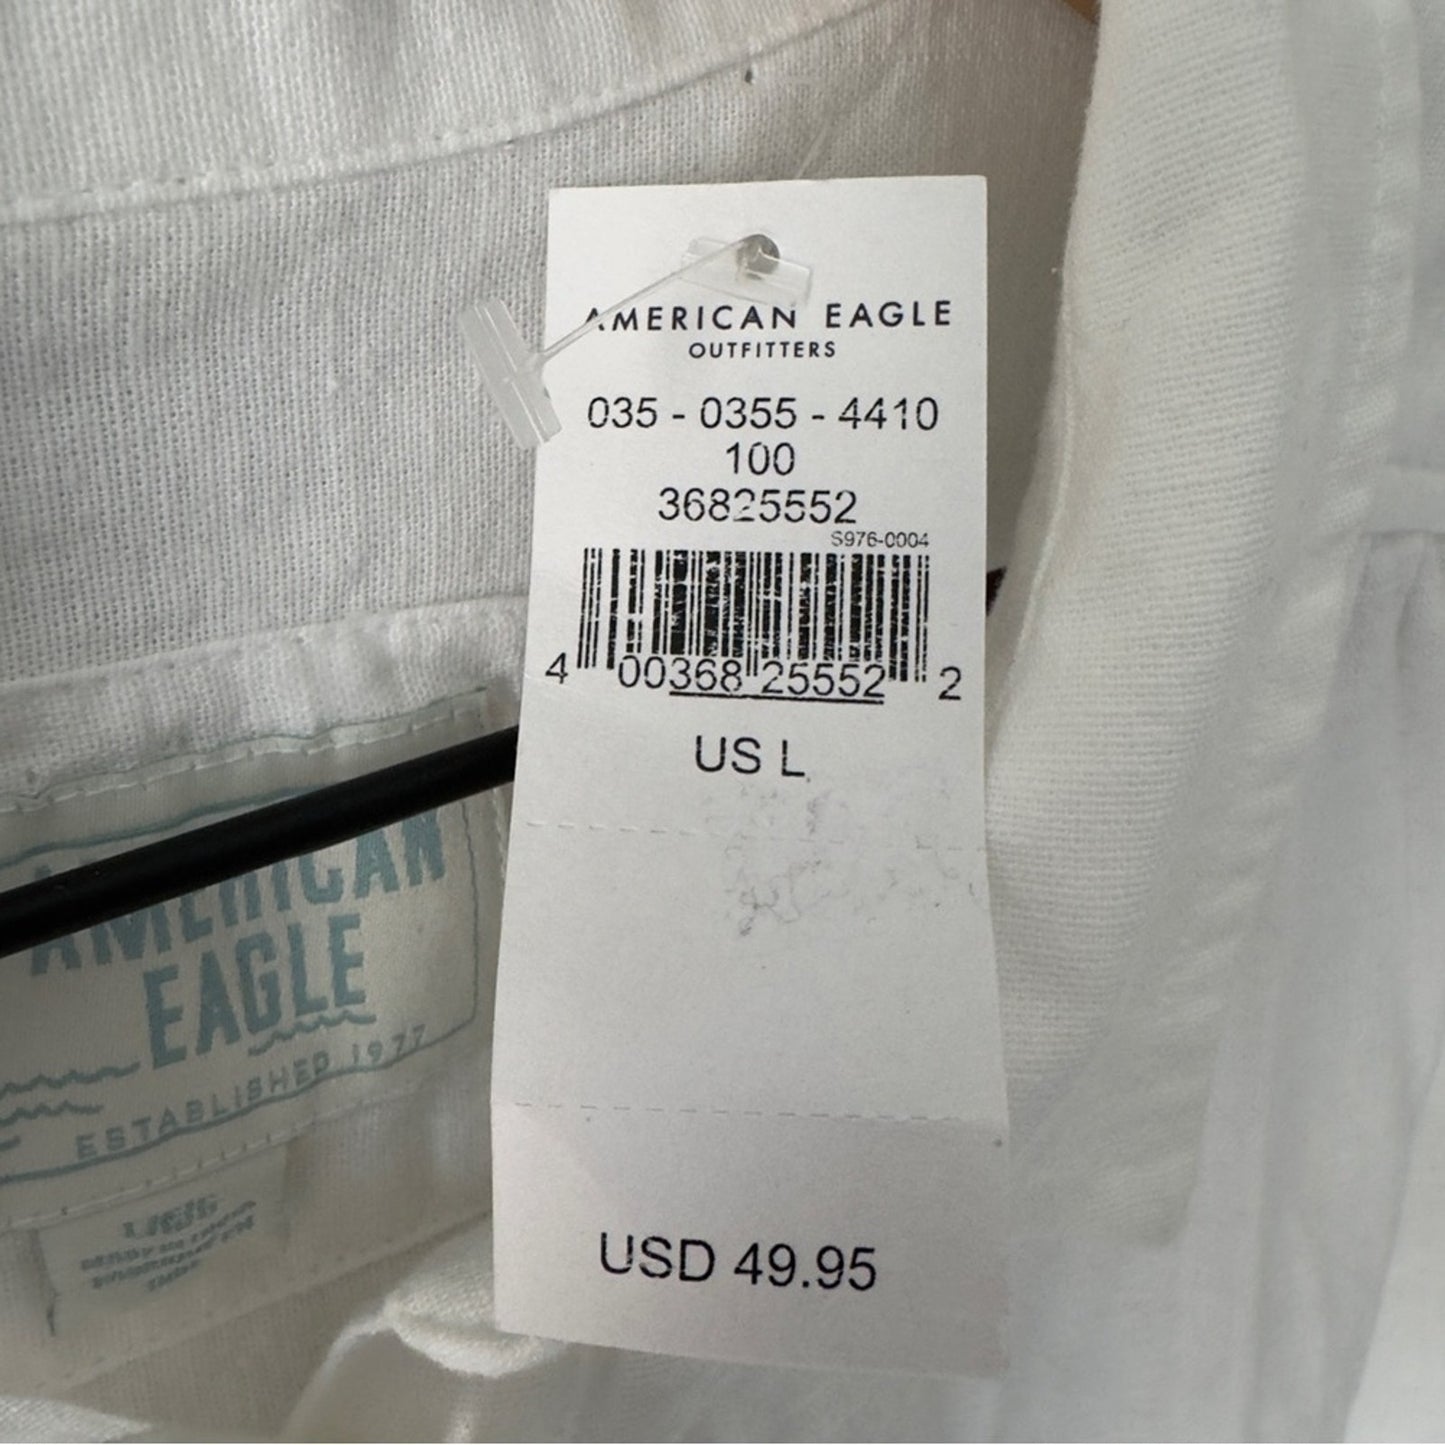 AMERICAN EAGLE
OUTFITTERS
035 - 0355 - 4410
100
36825552
S976-0004
4 00368 25552 2
US L
USD 49.95
AMERICAN
EAGLE
ESTABLISHED 1977